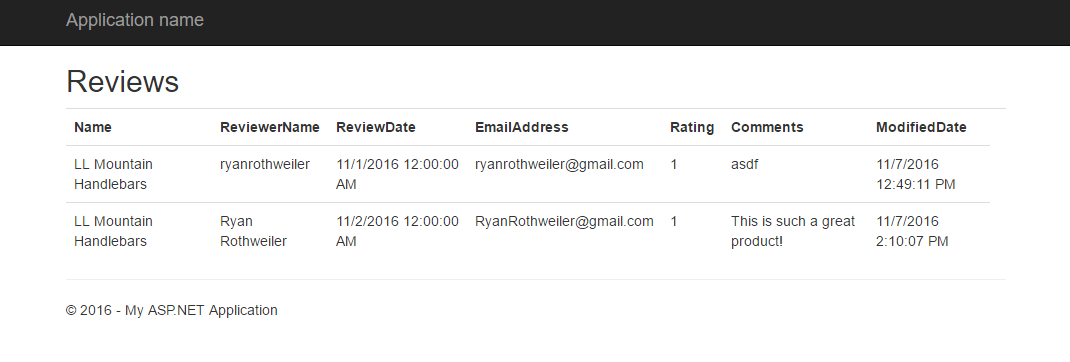 Application name
Reviews
Name ReviewerName ReviewDate EmailAddress Rating Comments ModifiedDate
LL Mountain ryanrothweiler 11/1/2016 12:00:00 ryanrothweiler@gmail.com 1 asdf 11/7/2016
Handlebars AM 12:49:11 PM
LL Mountain Ryan 11/2/2016 12:00:00 RyanRothweiler@gmail.com 1 This is such a great 11/7/2016
Handlebars Rothweiler AM product! 2:10:07 PM
© 2016 - My ASP.NET Application